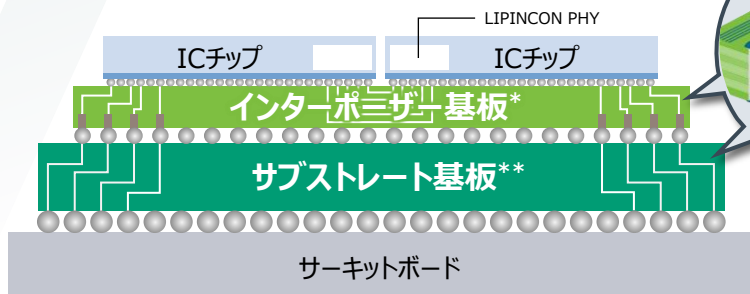 LIPINCON PHY
ICチップ
ICチップ
インターポーザー基板*
サブストレート基板**
サーキットボード